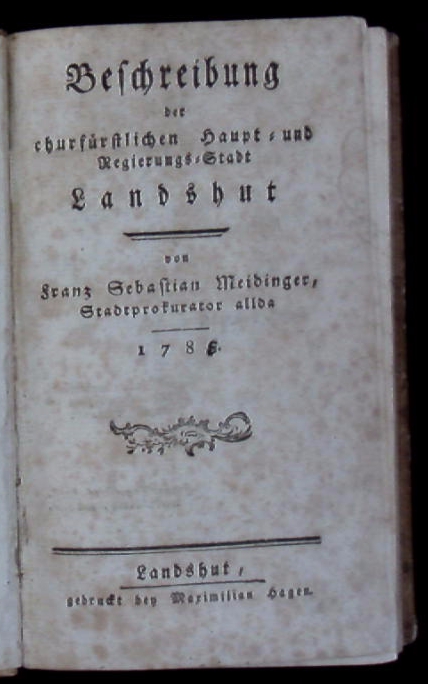 Beſchreibung
der
churfürſtlichen Haupt- und
Regierungs-Stadt
Landshut
von
Franz Sebaſtian Meidinger,
Stadtprokurator allda
178
Landshut,
gedruckt bey Maximilian Hagen.